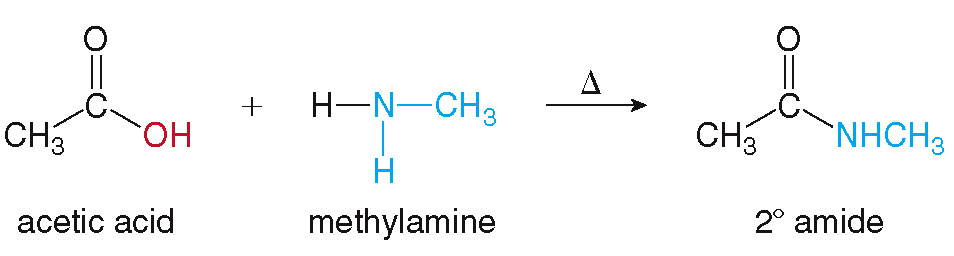 O O
C + H—N—CH₃ Δ C
CH₃ OH H CH₃ NHCH₃
acetic acid methylamine 2° amide